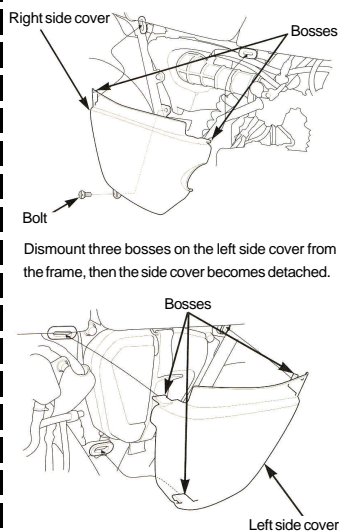 Right side cover
Bosses
Bolt
Dismount three bosses on the left side cover from
the frame, then the side cover becomes detached.
Bosses
Left side cover